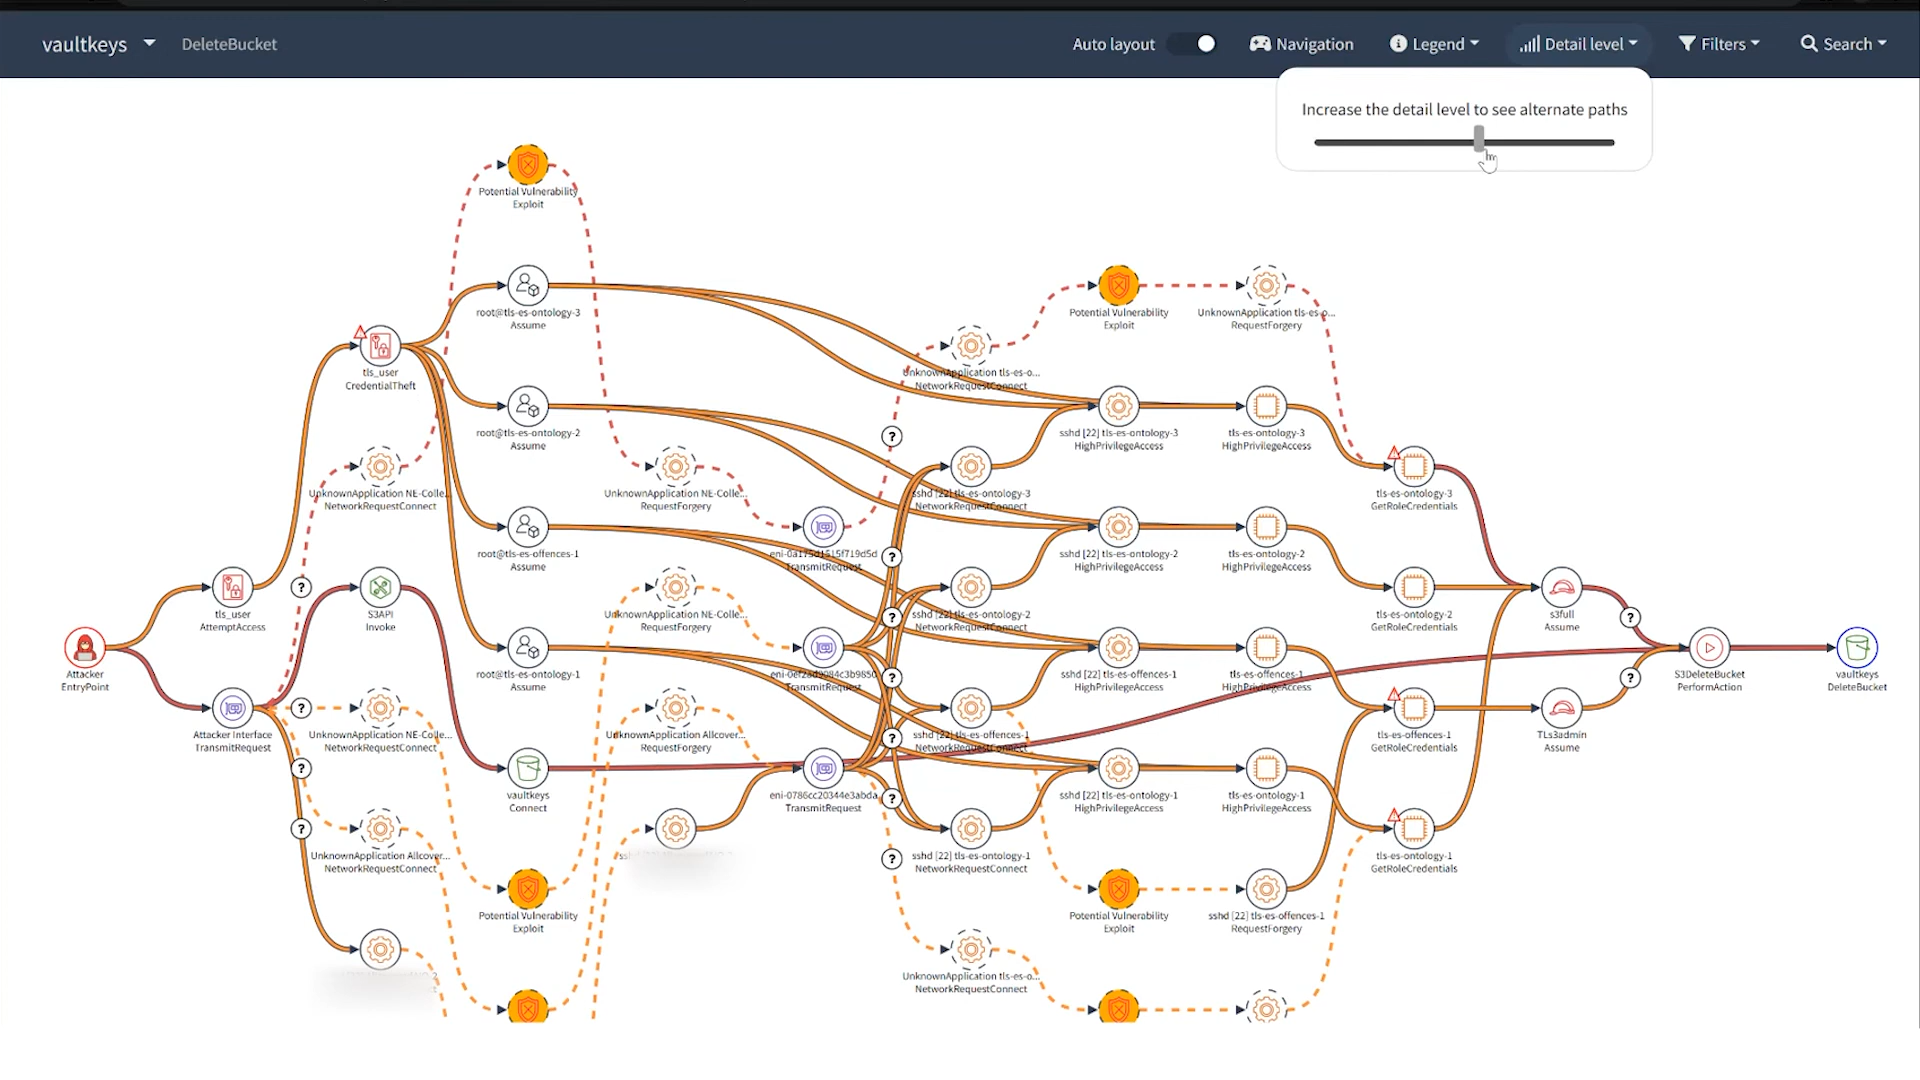 vaultkeys
DeleteBucket
Auto layout
Navigation
Legend
Detail level
Filters
Search
Increase the detail level to see alternate paths
Potential Vulnerability
Exploit
root@tls-es-ontology-3
Assume
Potential Vulnerability
Exploit
UnknownApplication tls-es-o...
RequestForgery
tls_user
CredentialTheft
UnknownApplication tls-es-o...
NetworkRequestConnect
root@tls-es-ontology-2
Assume
sshd [22] tls-es-ontology-3
HighPrivilegeAccess
tls-es-ontology-3
HighPrivilegeAccess
?
UnknownApplication NE-Colle...
NetworkRequestConnect
UnknownApplication NE-Colle...
RequestForgery
sshd [22] tls-es-ontology-3
NetworkRequestConnect
tls-es-ontology-3
GetRoleCredentials
root@tls-es-offences-1
Assume
eni-0a175d1515f719d5d
TransmitRequest
?
sshd [22] tls-es-ontology-2
HighPrivilegeAccess
tls-es-ontology-2
HighPrivilegeAccess
tls_user
AttemptAccess
?
S3API
Invoke
UnknownApplication NE-Colle...
RequestForgery
?
sshd [22] tls-es-ontology-2
NetworkRequestConnect
tls-es-ontology-2
GetRoleCredentials
s3full
Assume
?
Attacker
EntryPoint
root@tls-es-ontology-1
Assume
TransmitRequest
?
sshd [22] tls-es-offences-1
HighPrivilegeAccess
tls-es-offences-1
HighPrivilegeAccess
?
S3DeleteBucket
PerformAction
vaultkeys
DeleteBucket
Attacker Interface
TransmitRequest
?
UnknownApplication NE-Colle...
NetworkRequestConnect
UnknownApplication Allcover...
RequestForgery
?
sshd [22] tls-es-offences-1
NetworkRequestConnect
tls-es-offences-1
GetRoleCredentials
TLs3admin
Assume
?
vaultkeys
Connect
eni-0786cc20344e3abda
TransmitRequest
?
sshd [22] tls-es-ontology-1
HighPrivilegeAccess
tls-es-ontology-1
HighPrivilegeAccess
?
UnknownApplication Allcover...
NetworkRequestConnect
?
sshd [22] tls-es-ontology-1
NetworkRequestConnect
tls-es-ontology-1
GetRoleCredentials
Potential Vulnerability
Exploit
Potential Vulnerability
Exploit
sshd [22] tls-es-offences-1
RequestForgery
UnknownApplication tls-es-o...
NetworkRequestConnect